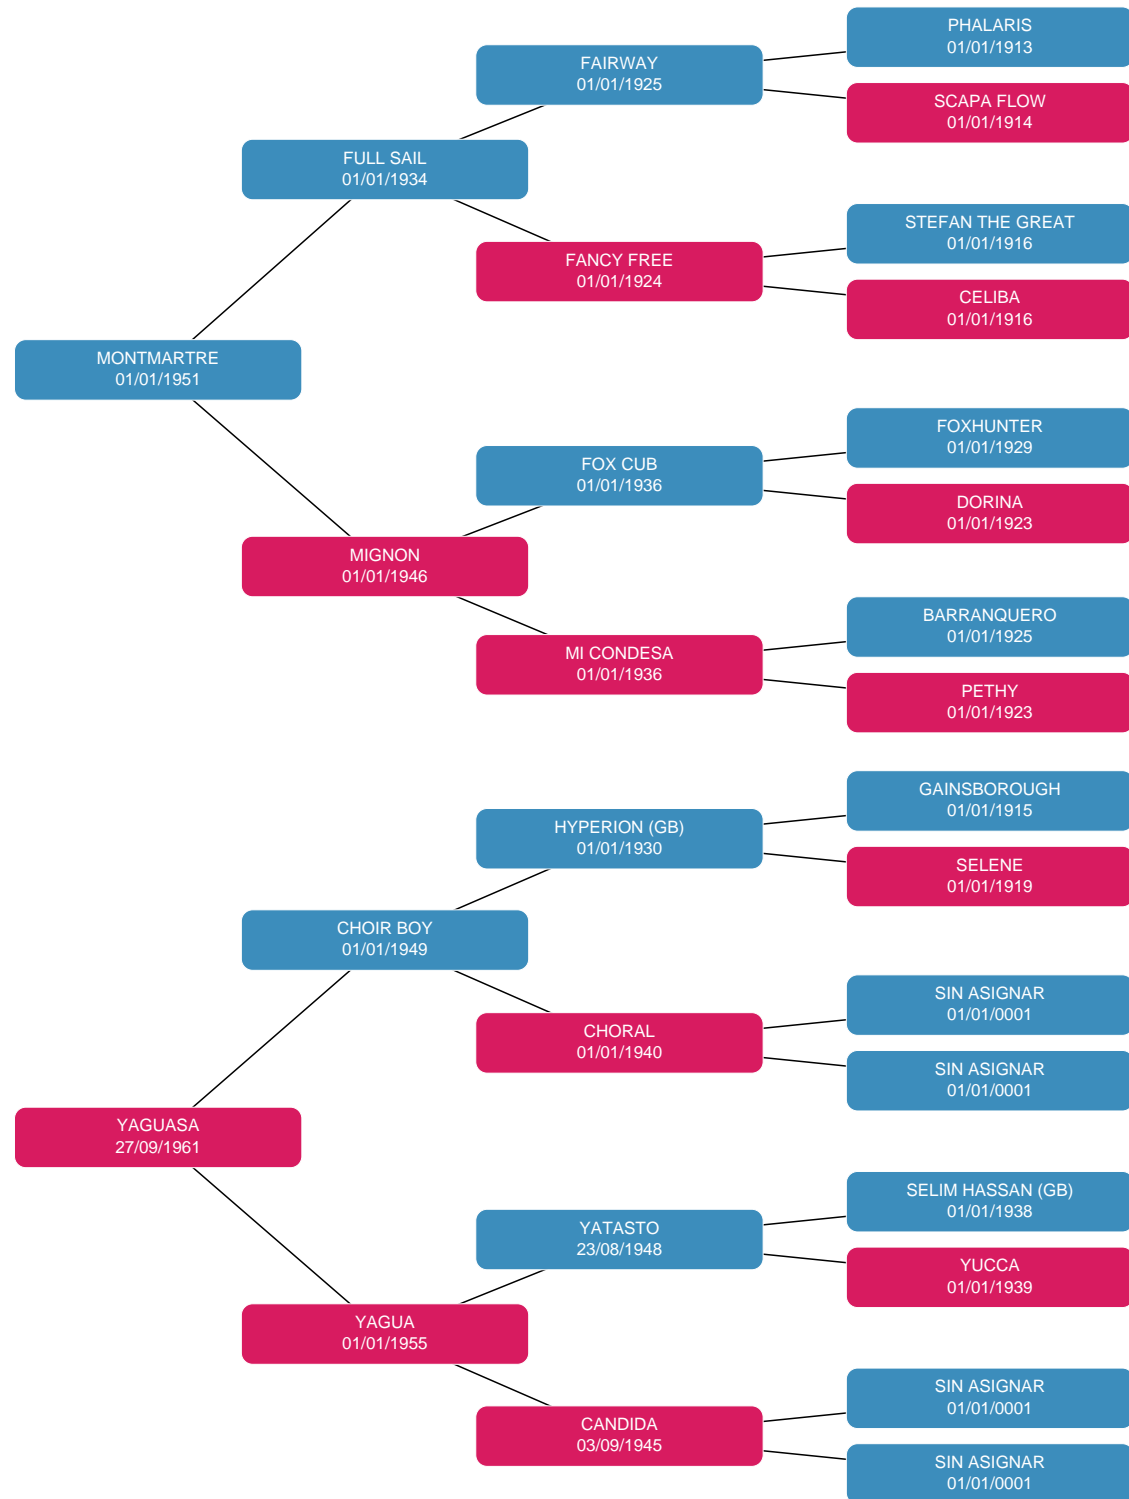 PHALARIS
01/01/1913
FAIRWAY
01/01/1925
SCAPA FLOW
01/01/1914
FULL SAIL
01/01/1934
STEFAN THE GREAT
01/01/1916
FANCY FREE
01/01/1924
CELIBA
01/01/1916
MONTMARTRE
01/01/1951
FOXHUNTER
01/01/1929
FOX CUB
01/01/1936
DORINA
01/01/1923
MIGNON
01/01/1946
BARRANQUERO
01/01/1925
MI CONDESA
01/01/1936
PETHY
01/01/1923
GAINSBOROUGH
01/01/1915
HYPERION (GB)
01/01/1930
SELENE
01/01/1919
CHOIR BOY
01/01/1949
SIN ASIGNAR
01/01/0001
CHORAL
01/01/1940
SIN ASIGNAR
01/01/0001
YAGUASA
27/09/1961
SELIM HASSAN (GB)
01/01/1938
YATASTO
23/08/1948
YUCCA
01/01/1939
YAGUA
01/01/1955
SIN ASIGNAR
01/01/0001
CANDIDA
03/09/1945
SIN ASIGNAR
01/01/0001